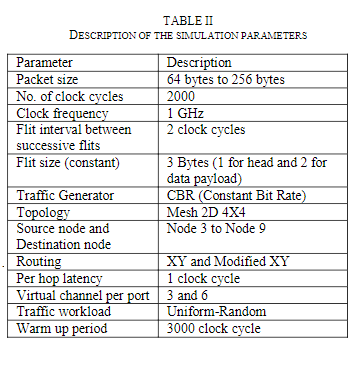 TABLE II
DESCRIPTION OF THE SIMULATION PARAMETERS
Parameter Description
Packet size 64 bytes to 256 bytes
No. of clock cycles 2000
Clock frequency 1 GHz
Flit interval between 2 clock cycles
successive flits
Flit size (constant) 3 Bytes (1 for head and 2 for
data payload)
Traffic Generator CBR (Constant Bit Rate)
Topology Mesh 2D 4X4
Source node and Node 3 to Node 9
Destination node
Routing XY and Modified XY
Per hop latency 1 clock cycle
Virtual channel per port 3 and 6
Traffic workload Uniform-Random
Warm up period 3000 clock cycle